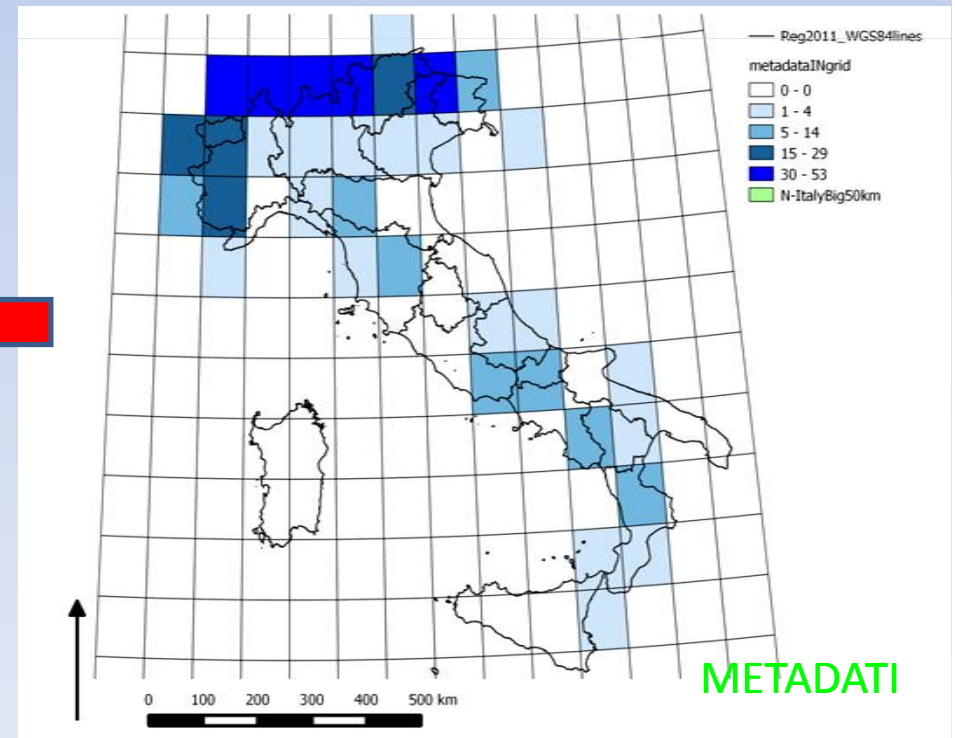 Reg2011_WGS84lines
metadataINgrid
0 - 0
1 - 4
5 - 14
15 - 29
30 - 53
N-ItalyBig50km
METADATI
0 100 200 300 400 500 km